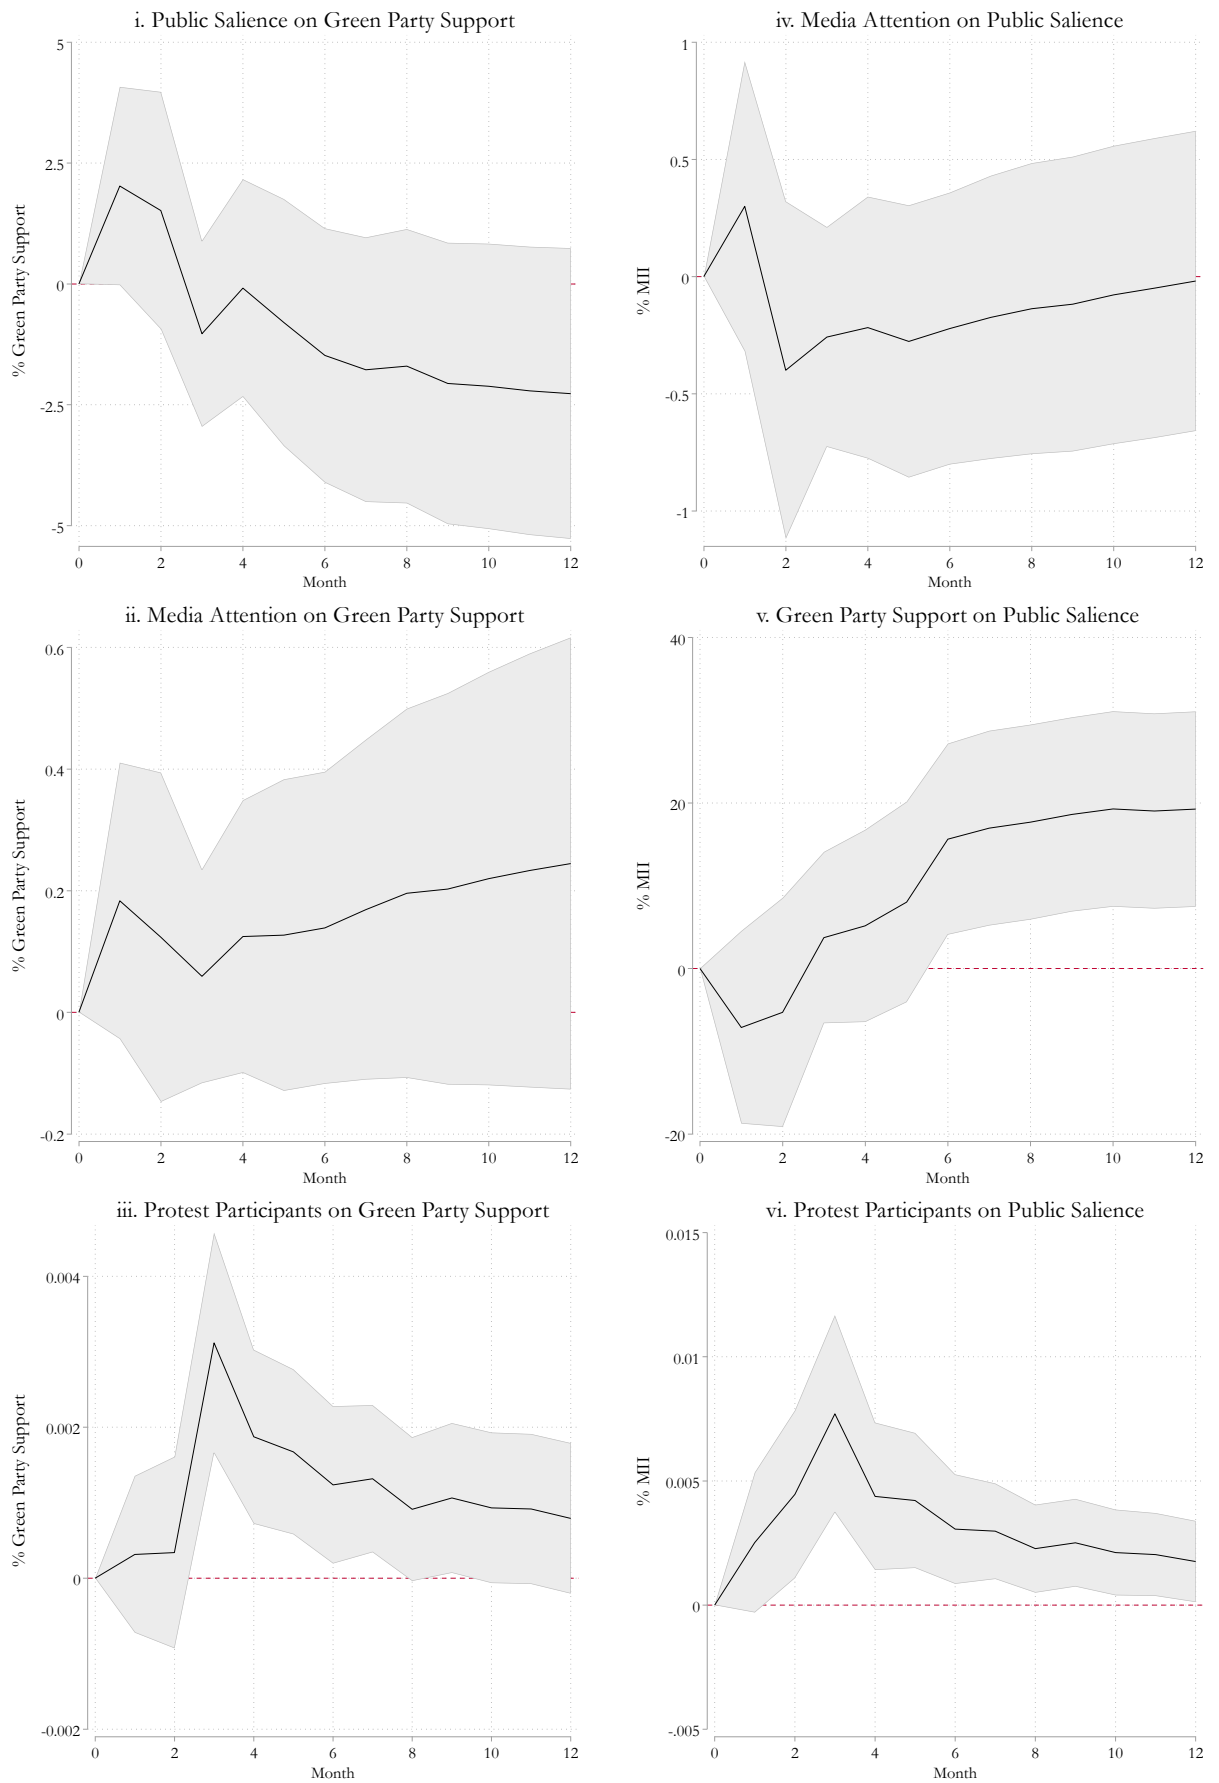 i. Public Salience on Green Party Support
5
2.5
0
-2.5
-5
% Green Party Support
0 2 4 6 8 10 12
Month
iv. Media Attention on Public Salience
1
0.5
0
-0.5
-1
% MII
0 2 4 6 8 10 12
Month
ii. Media Attention on Green Party Support
0.6
0.4
0.2
0
-0.2
% Green Party Support
0 2 4 6 8 10 12
Month
v. Green Party Support on Public Salience
40
20
0
-20
% MII
0 2 4 6 8 10 12
Month
iii. Protest Participants on Green Party Support
0.004
0.002
0
-0.002
% Green Party Support
0 2 4 6 8 10 12
Month
vi. Protest Participants on Public Salience
0.015
0.01
0.005
0
-.005
% MII
0 2 4 6 8 10 12
Month